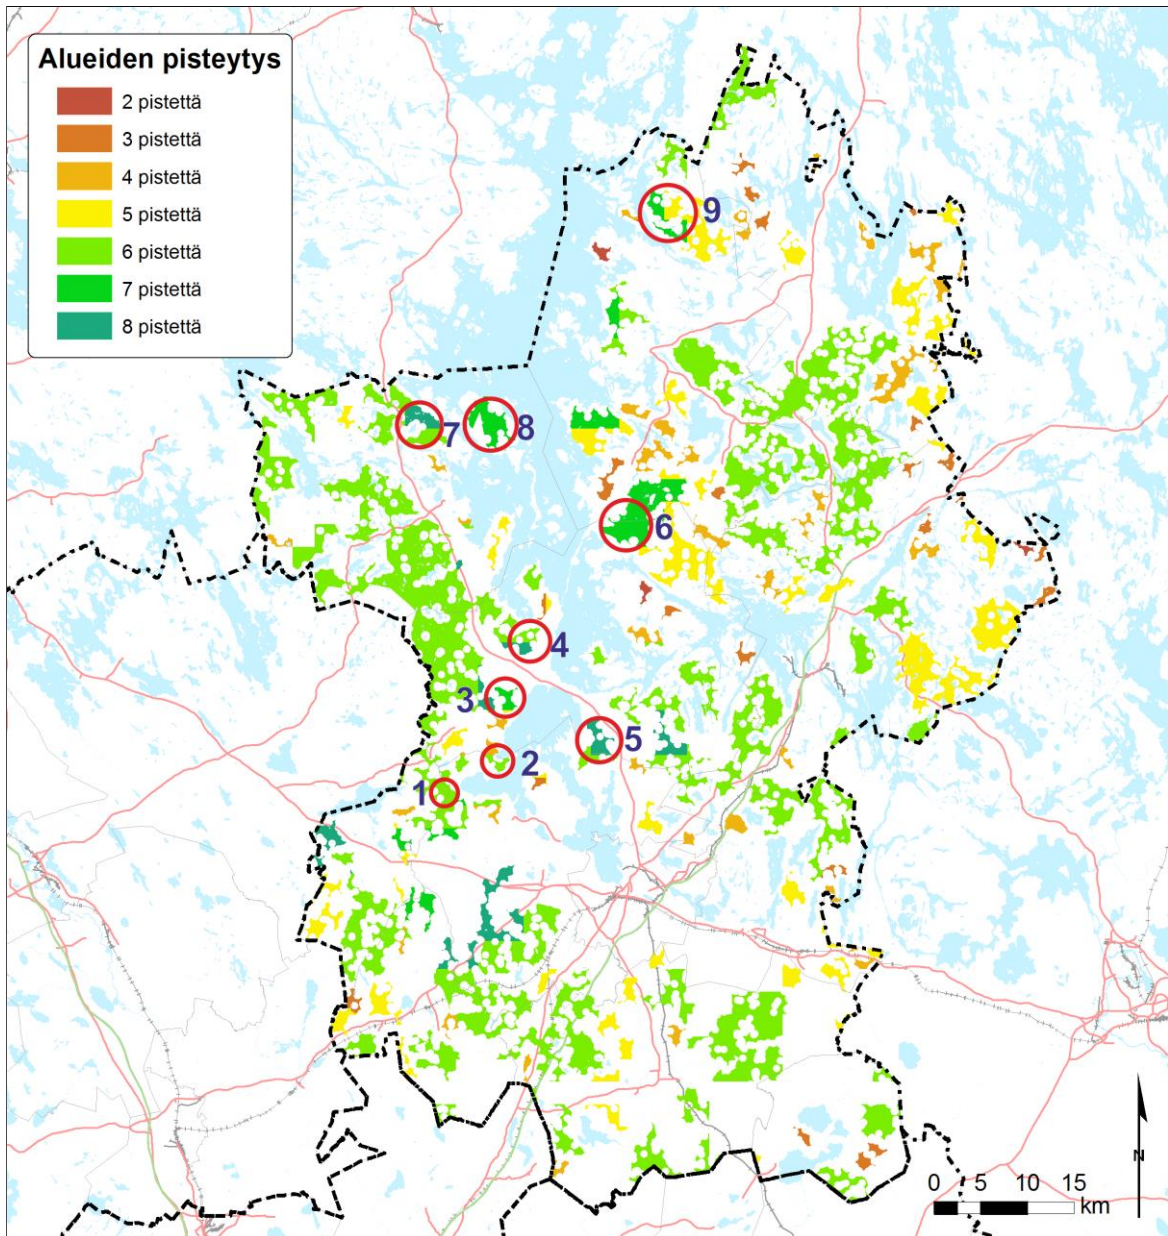 Alueiden pisteytys
2 pistettä
3 pistettä
4 pistettä
5 pistettä
6 pistettä
7 pistettä
8 pistettä
9
7
8
6
4
3
5
2
1
N
0 5 10 15
km